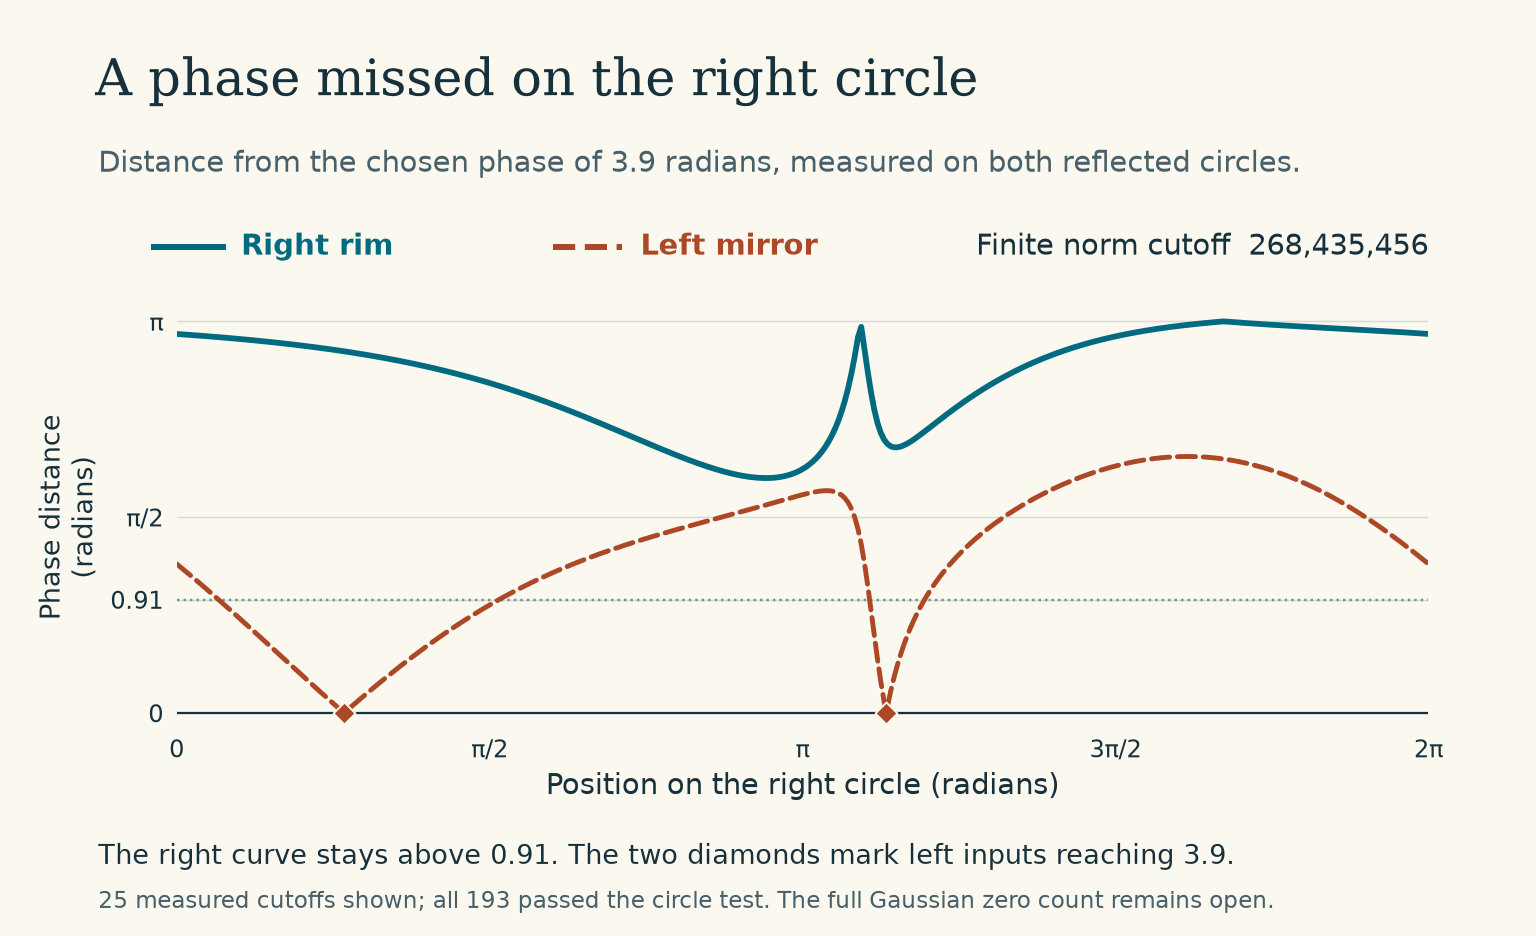 A phase missed on the right circle
Distance from the chosen phase of 3.9 radians, measured on both reflected circles.
Right rim
Left mirror
Finite norm cutoff 268,435,456
π
π/2
0.91
0
Phase distance
(radians)
0
π/2
π
3π/2
2π
Position on the right circle (radians)
The right curve stays above 0.91. The two diamonds mark left inputs reaching 3.9.
25 measured cutoffs shown; all 193 passed the circle test. The full Gaussian zero count remains open.